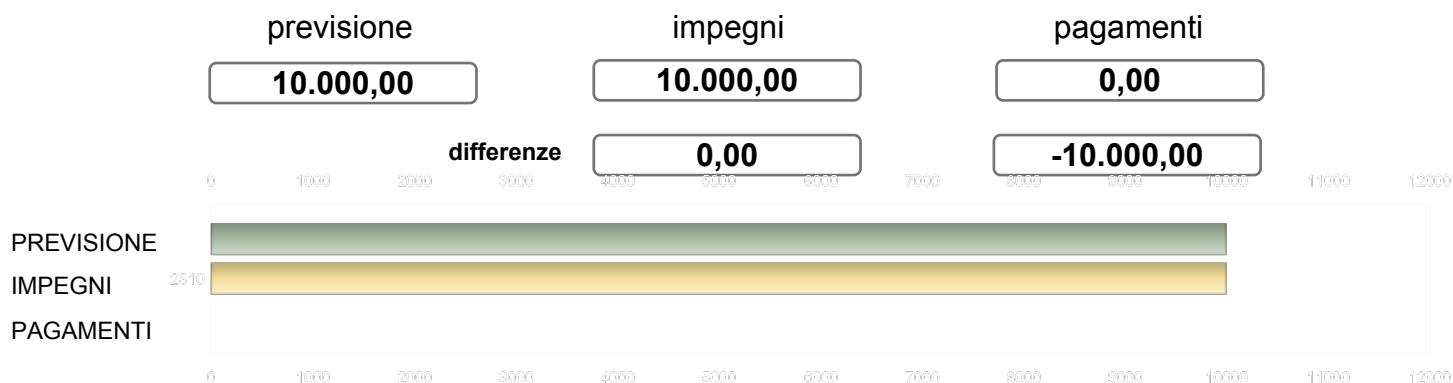 previsione impegni pagamenti
10.000,00 10.000,00 0,00
differenze 0,00 -10.000,00
0 1000 2000 3000 4000 5000 6000 7000 8000 9000 10000 11000 12000
PREVISIONE
2810
IMPEGNI
PAGAMENTI
0 1000 2000 3000 4000 5000 6000 7000 8000 9000 10000 11000 12000